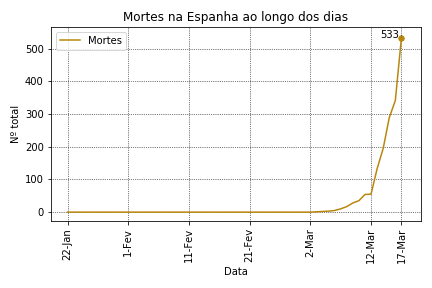 Mortes na Espanha ao longo dos dias
Mortes
533
Nº total
500
400
300
200
100
0
22-Jan
1-Fev
11-Fev
21-Fev
2-Mar
12-Mar
17-Mar
Data